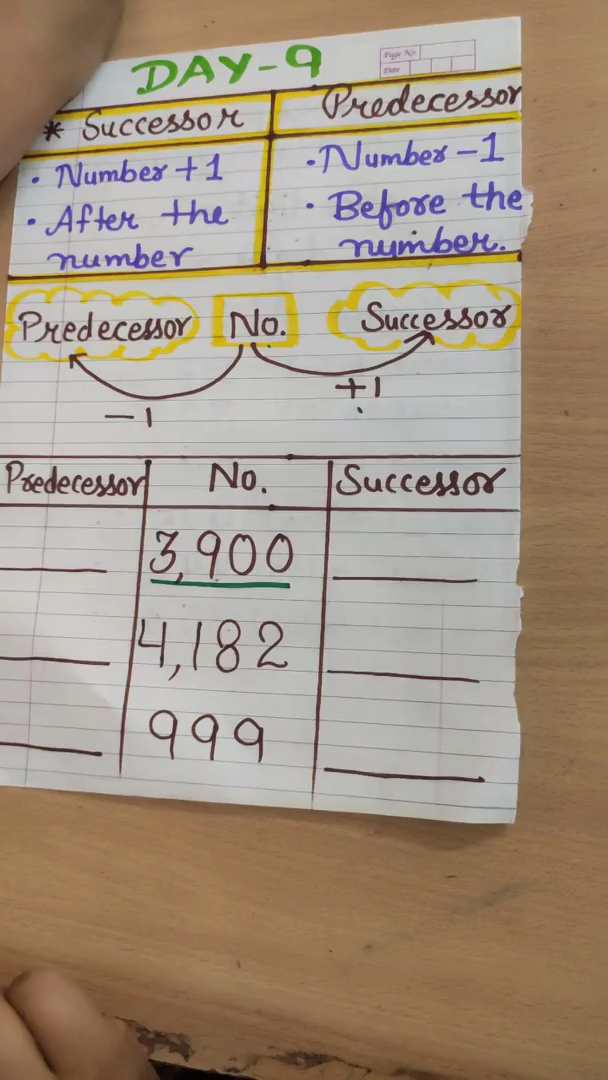 DAY-9
Page No.
Date
* Successor
Predecessor
• Number + 1
• Number - 1
• After the
number
• Before the
number.
Predecessor No. Successor
-1
+1
Predecessor No. Successor
3,900
4,182
999